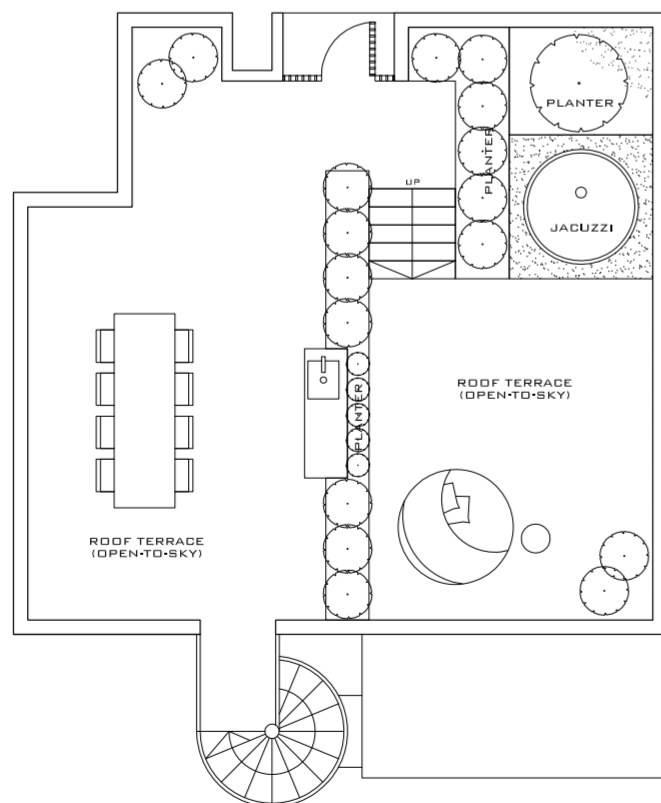 PLANTER
UP
PLANTER
JACUZZI
ROOF TERRACE
(OPEN-TO-SKY)
PLANTER
ROOF TERRACE
(OPEN-TO-SKY)